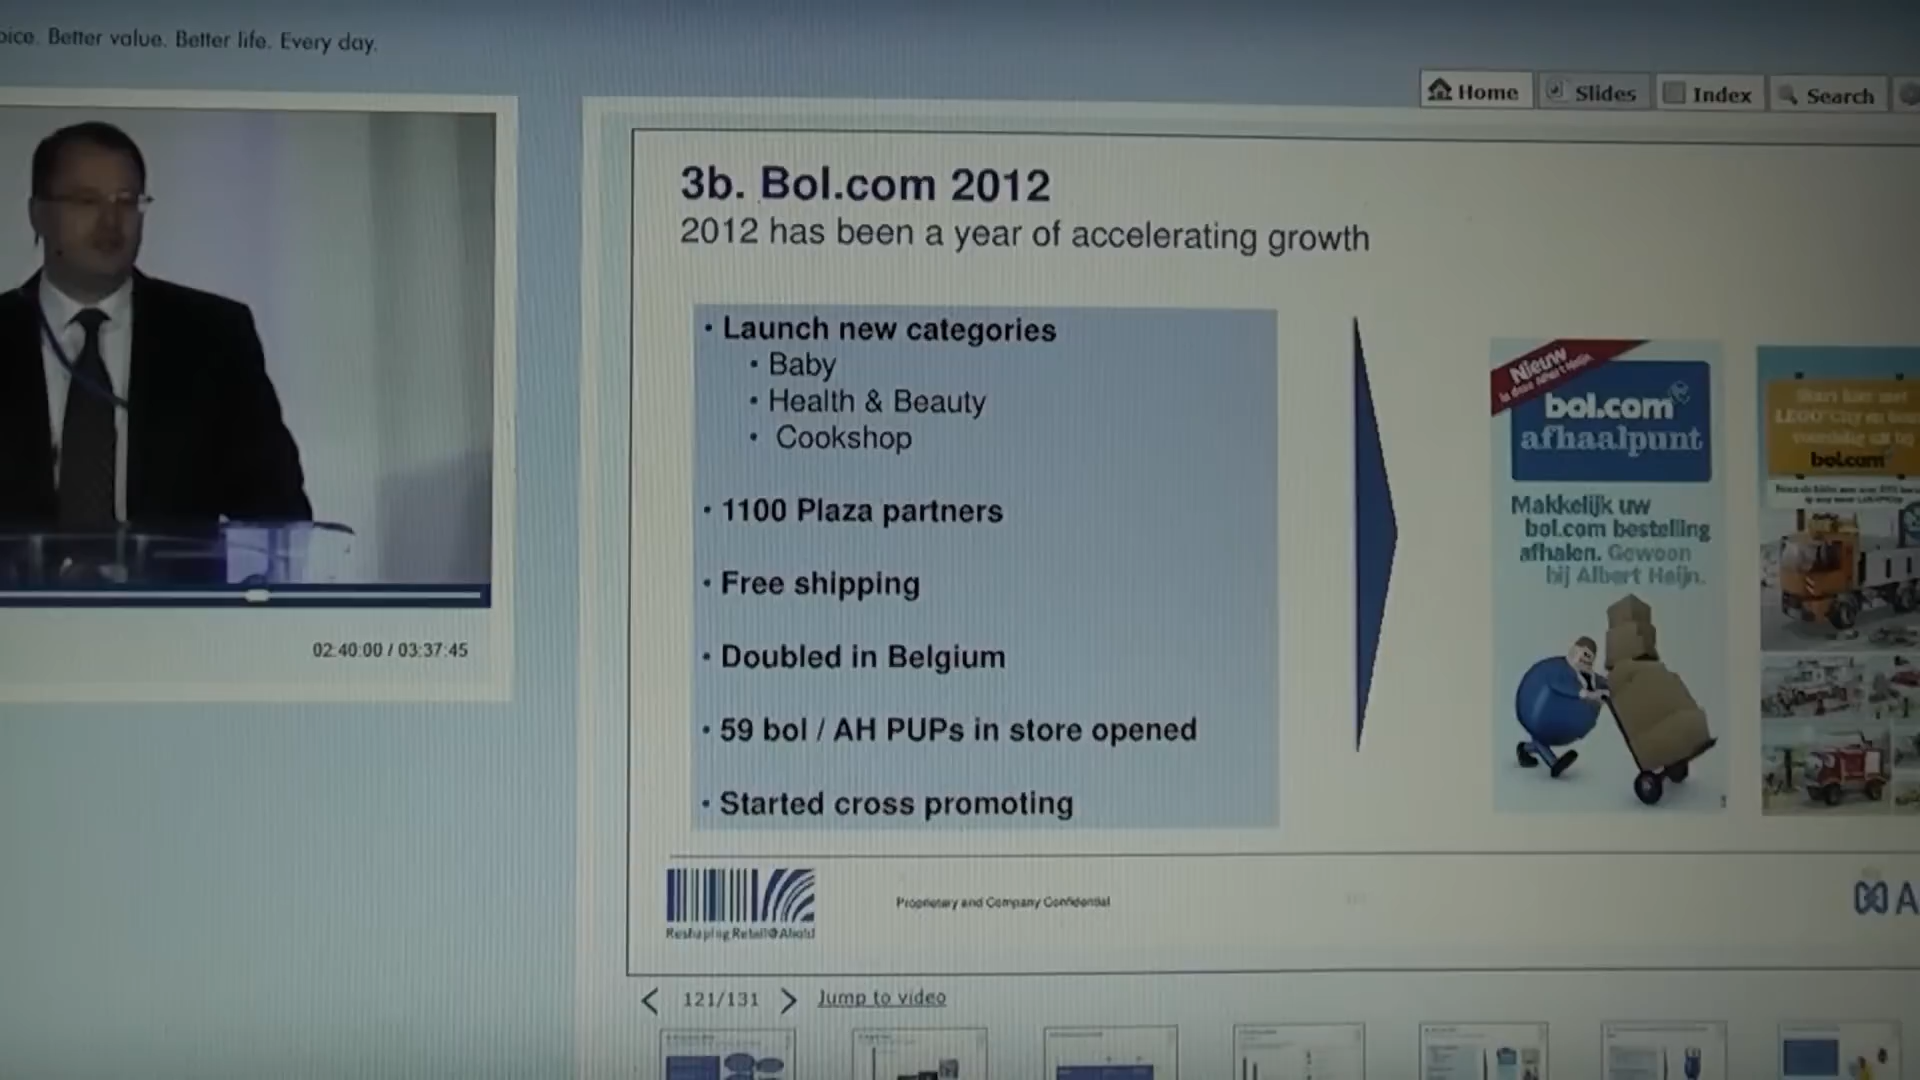 oice. Better value. Better life. Every day.
Home
Slides
Index
Search
3b. Bol.com 2012
2012 has been a year of accelerating growth
• Launch new categories
• Baby
• Health & Beauty
• Cookshop
• 1100 Plaza partners
• Free shipping
• Doubled in Belgium
• 59 bol / AH PUPs in store opened
• Started cross promoting
Nieuw
bol.com
afhaalpunt
Makkelijk uw
bol.com bestelling
afhalen. Gewoon
bij Albert Heijn.
bol.com
02:40:00 / 03:37:45
Reshaping Retail@Ahold
Proprietary and Company Confidential
A
121/131
Jump to video